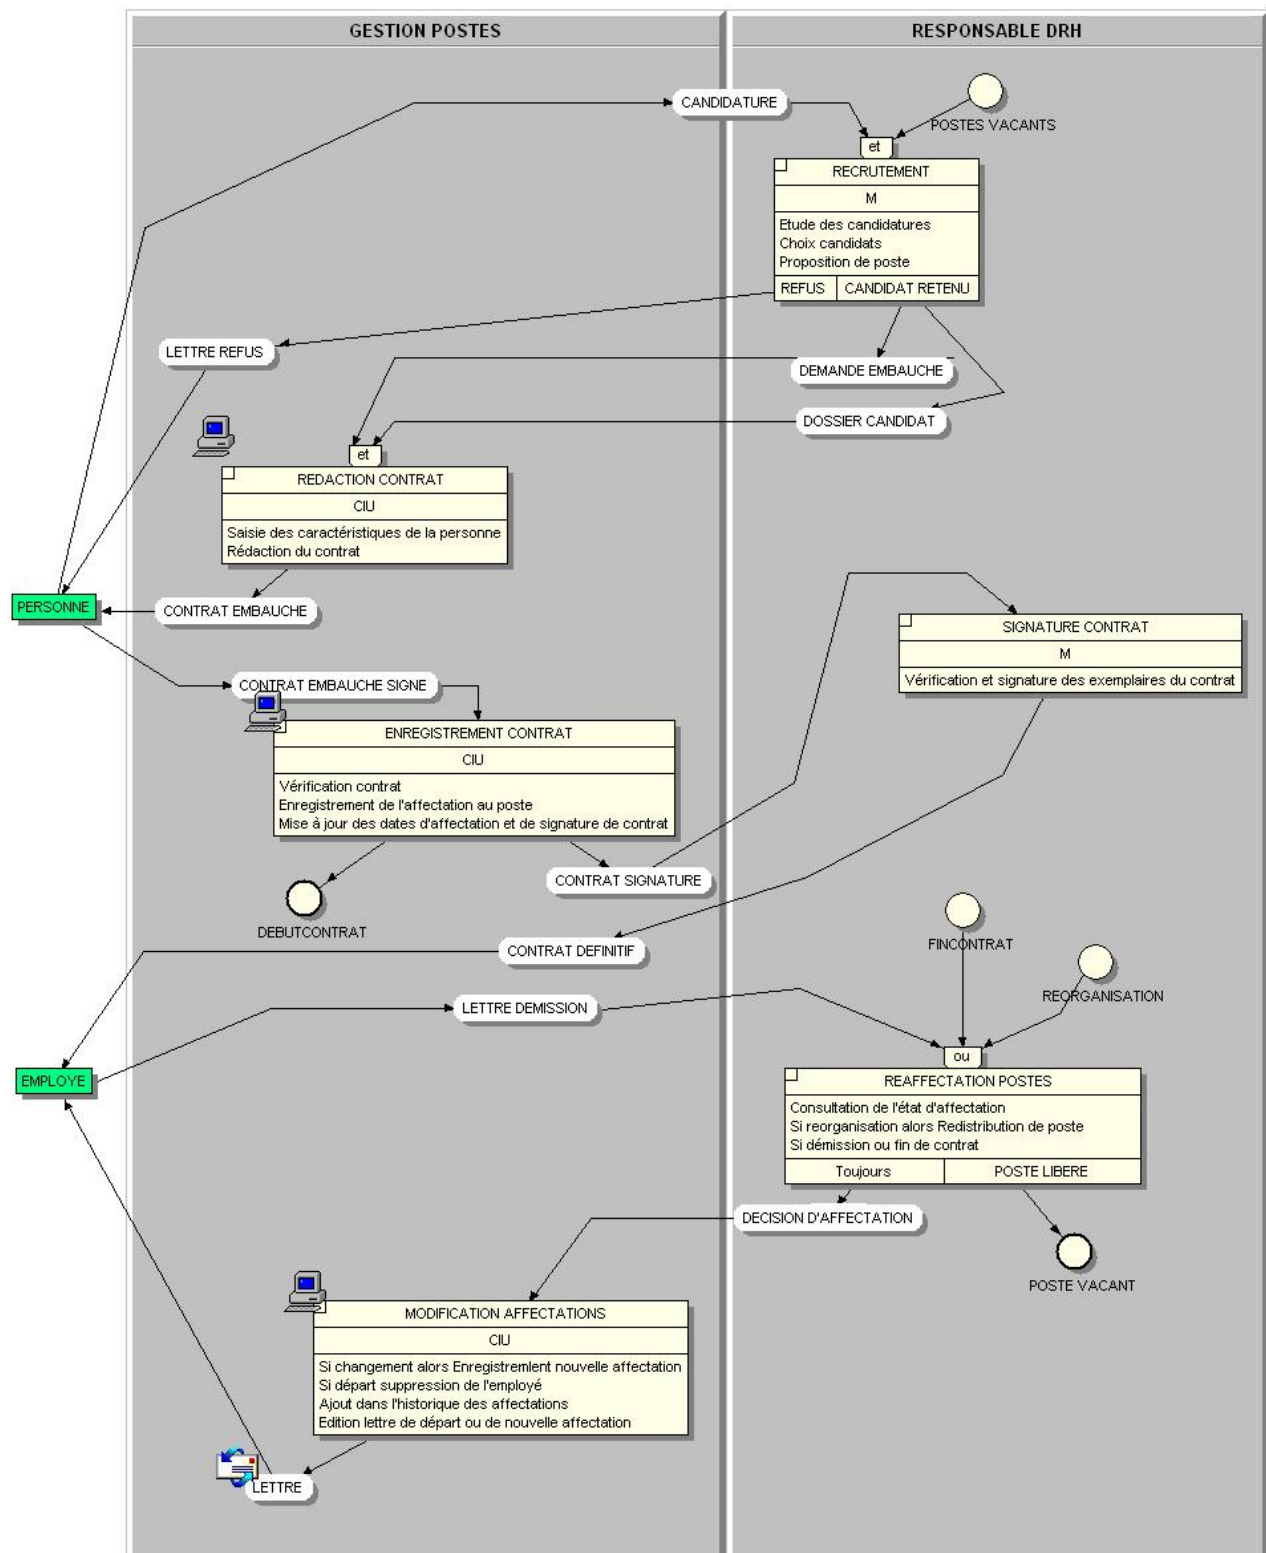 GESTION POSTES
RESPONSABLE DRH
CANDIDATURE
POSTES VACANTS
et
RECRUTEMENT
M
Etude des candidatures
Choix candidats
Proposition de poste
REFUS
CANDIDAT RETENU
LETTRE REFUS
DEMANDE EMBAUCHE
DOSSIER CANDIDAT
et
REDACTION CONTRAT
CIU
Saisie des caractéristiques de la personne
Rédaction du contrat
PERSONNE
CONTRAT EMBAUCHE
SIGNATURE CONTRAT
M
Vérification et signature des exemplaires du contrat
CONTRAT EMBAUCHE SIGNE
ENREGISTREMENT CONTRAT
CIU
Vérification contrat
Enregistrement de l'affectation au poste
Mise à jour des dates d'affectation et de signature de contrat
CONTRAT SIGNATURE
DEBUTCONTRAT
CONTRAT DEFINITIF
FINCONTRAT
REORGANISATION
LETTRE DEMISSION
ou
EMPLOYE
REAFFECTATION POSTES
Consultation de l'état d'affectation
Si reorganisation alors Redistribution de poste
Si démission ou fin de contrat
Toujours
POSTE LIBERE
DECISION D'AFFECTATION
POSTE VACANT
MODIFICATION AFFECTATIONS
CIU
Si changement alors Enregistremlent nouvelle affectation
Si départ suppression de l'employé
Ajout dans l'historique des affectations
Edition lettre de départ ou de nouvelle affectation
LETTRE